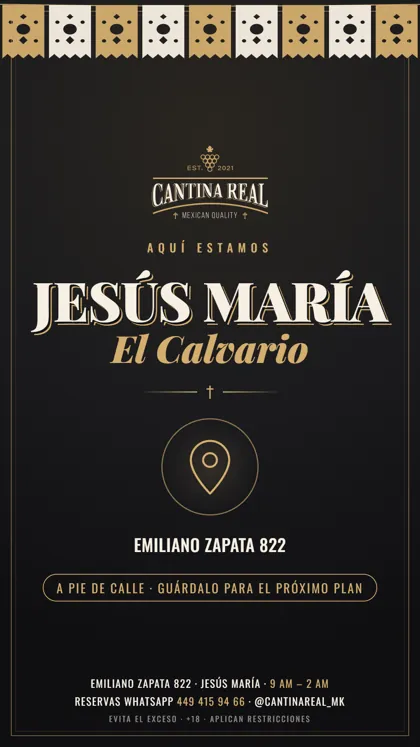 EST. 2021
CANTINA REAL
MEXICAN QUALITY
AQUÍ ESTAMOS
JESÚS MARÍA
El Calvario
EMILIANO ZAPATA 822
A PIE DE CALLE · GUÁRDALO PARA EL PRÓXIMO PLAN
EMILIANO ZAPATA 822 · JESÚS MARÍA · 9 AM – 2 AM
RESERVAS WHATSAPP 449 415 94 66 · @CANTINAREAL_MK
EVITA EL EXCESO · +18 · APLICAN RESTRICCIONES